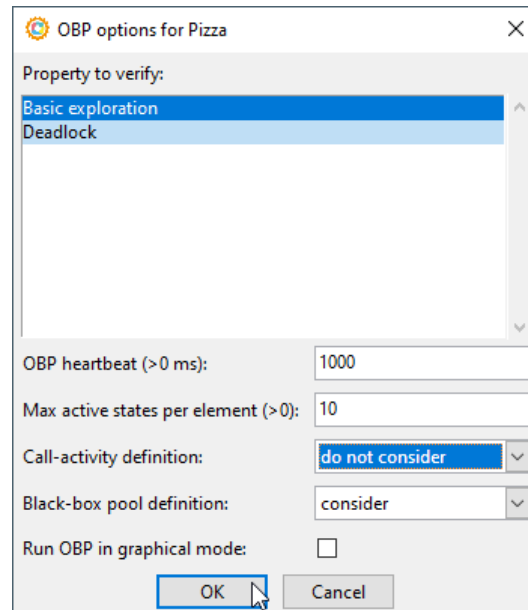 OBP options for Pizza
Property to verify:
Basic exploration
Deadlock
OBP heartbeat (>0 ms): 1000
Max active states per element (>0): 10
Call-activity definition: do not consider
Black-box pool definition: consider
Run OBP in graphical mode:
OK Cancel